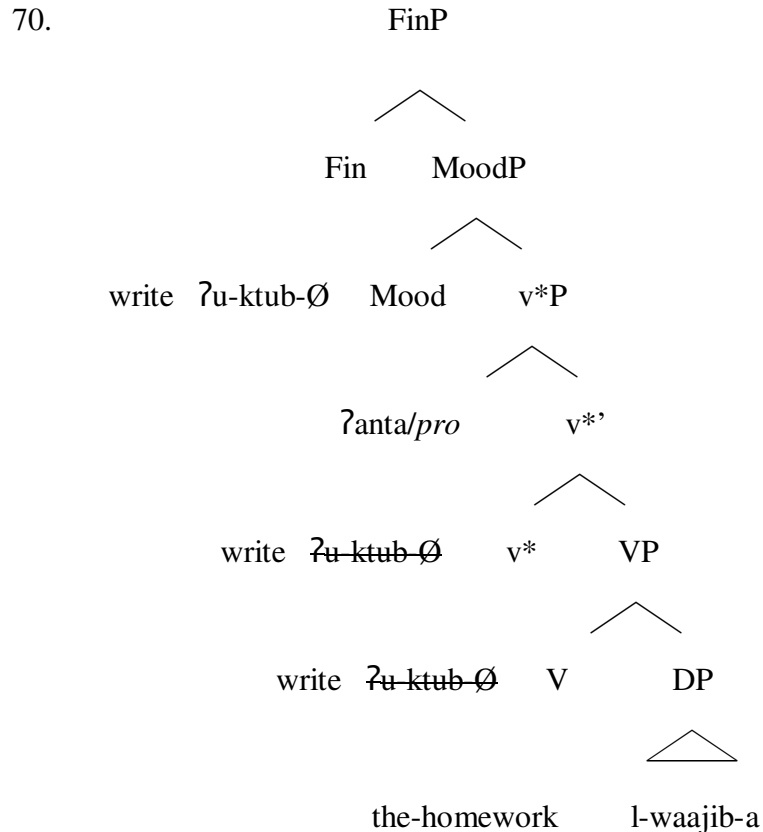 70. FinP
Fin MoodP
write ʔu-ktub-Ø Mood v*P
ʔanta/pro v*’
write ʔu-ktub-Ø v* VP
write ʔu-ktub-Ø V DP
the-homework l-waajib-a